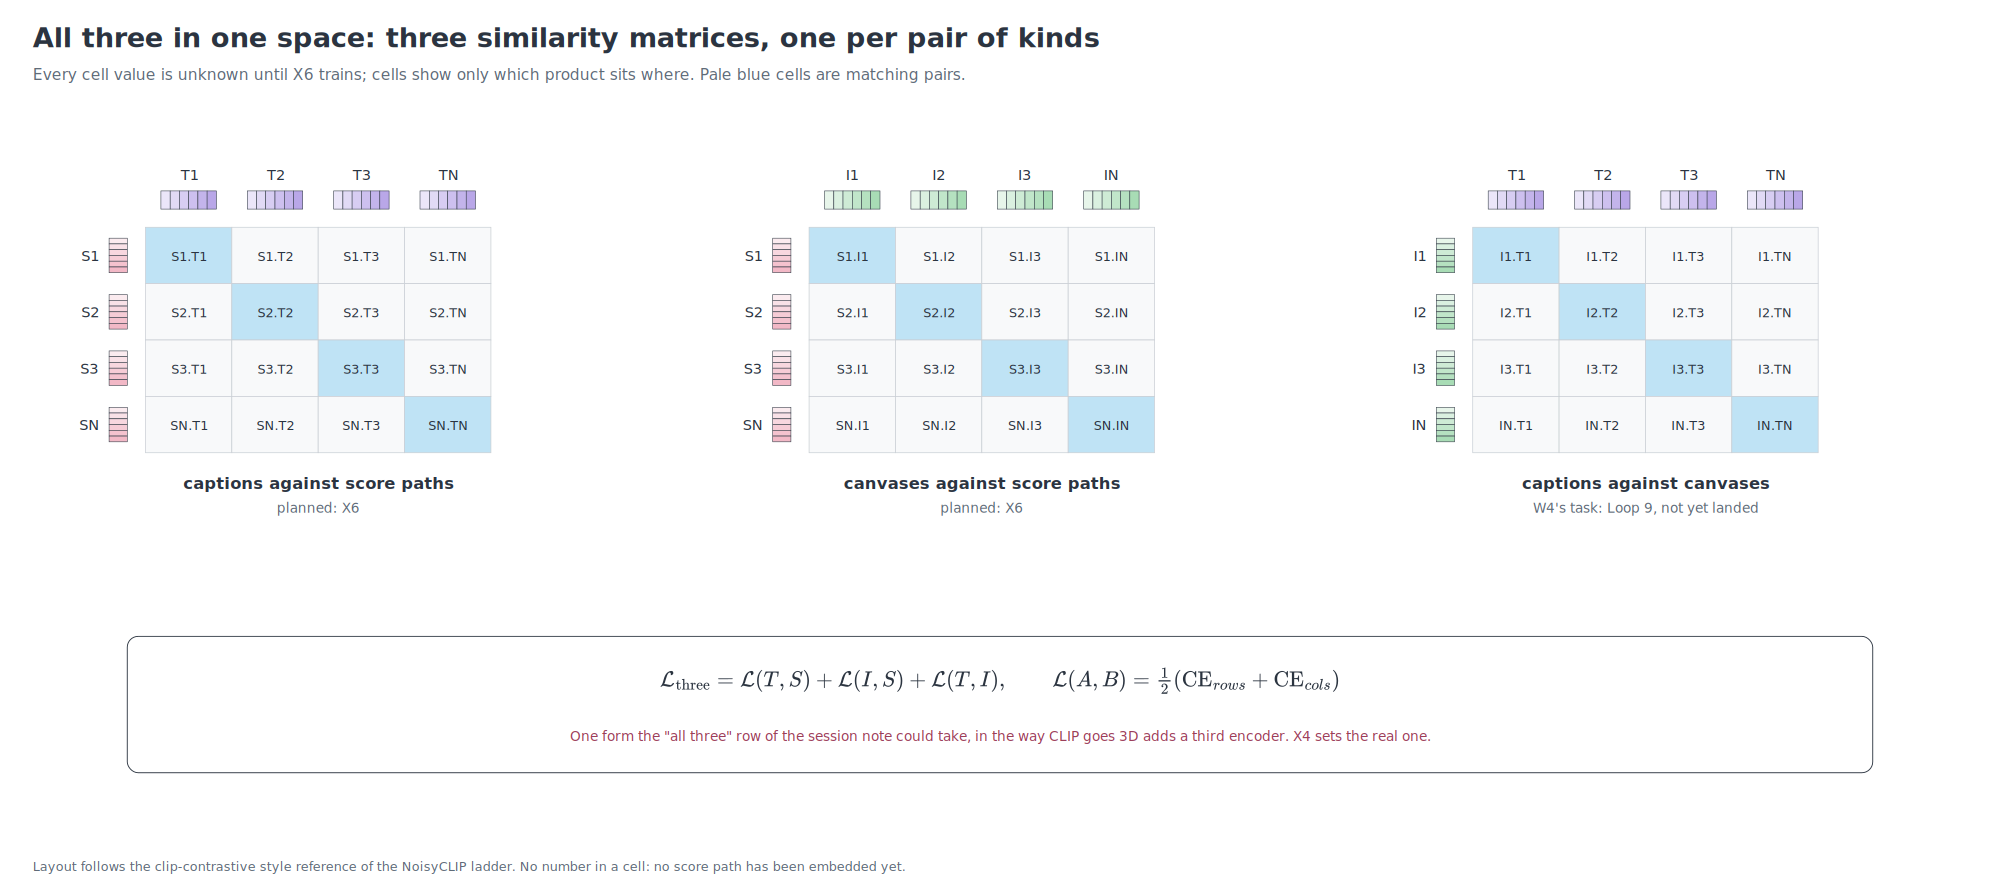 All three in one space: three similarity matrices, one per pair of kinds
Every cell value is unknown until X6 trains; cells show only which product sits where. Pale blue cells are matching pairs.
T1 T2 T3 TN
S1 S1.T1 S1.T2 S1.T3 S1.TN
S2 S2.T1 S2.T2 S2.T3 S2.TN
S3 S3.T1 S3.T2 S3.T3 S3.TN
SN SN.T1 SN.T2 SN.T3 SN.TN
captions against score paths
planned: X6
I1 I2 I3 IN
S1 S1.I1 S1.I2 S1.I3 S1.IN
S2 S2.I1 S2.I2 S2.I3 S2.IN
S3 S3.I1 S3.I2 S3.I3 S3.IN
SN SN.I1 SN.I2 SN.I3 SN.IN
canvases against score paths
planned: X6
T1 T2 T3 TN
I1 I1.T1 I1.T2 I1.T3 I1.TN
I2 I2.T1 I2.T2 I2.T3 I2.TN
I3 I3.T1 I3.T2 I3.T3 I3.TN
IN IN.T1 IN.T2 IN.T3 IN.TN
captions against canvases
W4's task: Loop 9, not yet landed
ℒ_three = ℒ(T, S) + ℒ(I, S) + ℒ(T, I), ℒ(A, B) = ½(CE_rows + CE_cols)
One form the "all three" row of the session note could take, in the way CLIP goes 3D adds a third encoder. X4 sets the real one.
Layout follows the clip-contrastive style reference of the NoisyCLIP ladder. No number in a cell: no score path has been embedded yet.